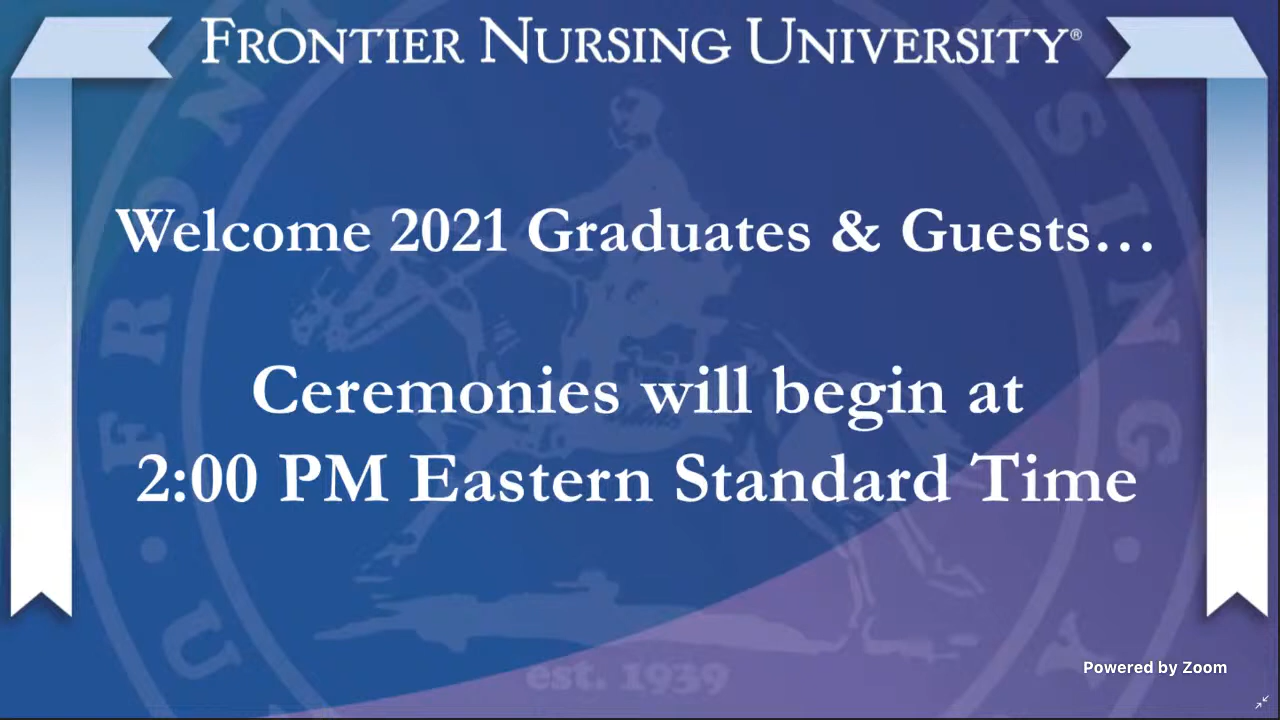 FRONTIER NURSING UNIVERSITY®
Welcome 2021 Graduates & Guests…
Ceremonies will begin at
2:00 PM Eastern Standard Time
est. 1939
Powered by Zoom